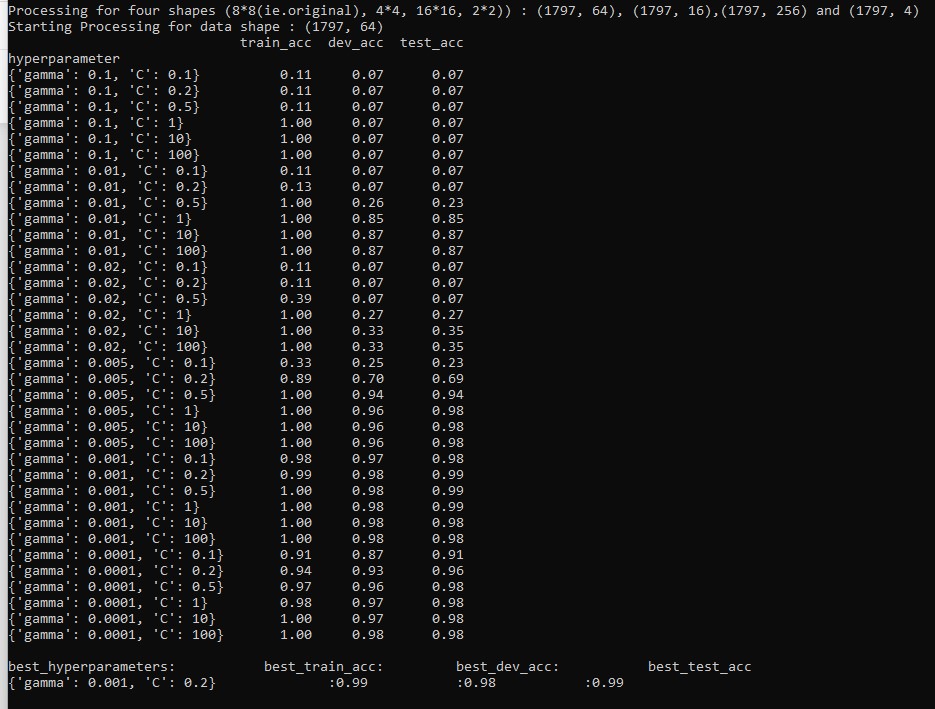 Processing for four shapes (8*8(ie.original), 4*4, 16*16, 2*2)) : (1797, 64), (1797, 16),(1797, 256) and (1797, 4)
Starting Processing for data shape : (1797, 64)
train_acc dev_acc test_acc
hyperparameter
{'gamma': 0.1, 'C': 0.1} 0.11 0.07 0.07
{'gamma': 0.1, 'C': 0.2} 0.11 0.07 0.07
{'gamma': 0.1, 'C': 0.5} 0.11 0.07 0.07
{'gamma': 0.1, 'C': 1} 1.00 0.07 0.07
{'gamma': 0.1, 'C': 10} 1.00 0.07 0.07
{'gamma': 0.1, 'C': 100} 1.00 0.07 0.07
{'gamma': 0.01, 'C': 0.1} 0.11 0.07 0.07
{'gamma': 0.01, 'C': 0.2} 0.13 0.07 0.07
{'gamma': 0.01, 'C': 0.5} 1.00 0.26 0.23
{'gamma': 0.01, 'C': 1} 1.00 0.85 0.85
{'gamma': 0.01, 'C': 10} 1.00 0.87 0.87
{'gamma': 0.01, 'C': 100} 1.00 0.87 0.87
{'gamma': 0.02, 'C': 0.1} 0.11 0.07 0.07
{'gamma': 0.02, 'C': 0.2} 0.11 0.07 0.07
{'gamma': 0.02, 'C': 0.5} 0.39 0.07 0.07
{'gamma': 0.02, 'C': 1} 1.00 0.27 0.27
{'gamma': 0.02, 'C': 10} 1.00 0.33 0.35
{'gamma': 0.02, 'C': 100} 1.00 0.33 0.35
{'gamma': 0.005, 'C': 0.1} 0.33 0.25 0.23
{'gamma': 0.005, 'C': 0.2} 0.89 0.70 0.69
{'gamma': 0.005, 'C': 0.5} 1.00 0.94 0.94
{'gamma': 0.005, 'C': 1} 1.00 0.96 0.98
{'gamma': 0.005, 'C': 10} 1.00 0.96 0.98
{'gamma': 0.005, 'C': 100} 1.00 0.96 0.98
{'gamma': 0.001, 'C': 0.1} 0.98 0.97 0.98
{'gamma': 0.001, 'C': 0.2} 0.99 0.98 0.99
{'gamma': 0.001, 'C': 0.5} 1.00 0.98 0.99
{'gamma': 0.001, 'C': 1} 1.00 0.98 0.99
{'gamma': 0.001, 'C': 10} 1.00 0.98 0.98
{'gamma': 0.001, 'C': 100} 1.00 0.98 0.98
{'gamma': 0.0001, 'C': 0.1} 0.91 0.87 0.91
{'gamma': 0.0001, 'C': 0.2} 0.94 0.93 0.96
{'gamma': 0.0001, 'C': 0.5} 0.97 0.96 0.98
{'gamma': 0.0001, 'C': 1} 0.98 0.97 0.98
{'gamma': 0.0001, 'C': 10} 1.00 0.97 0.98
{'gamma': 0.0001, 'C': 100} 1.00 0.98 0.98
best_hyperparameters: best_train_acc: best_dev_acc: best_test_acc
{'gamma': 0.001, 'C': 0.2} :0.99 :0.98 :0.99